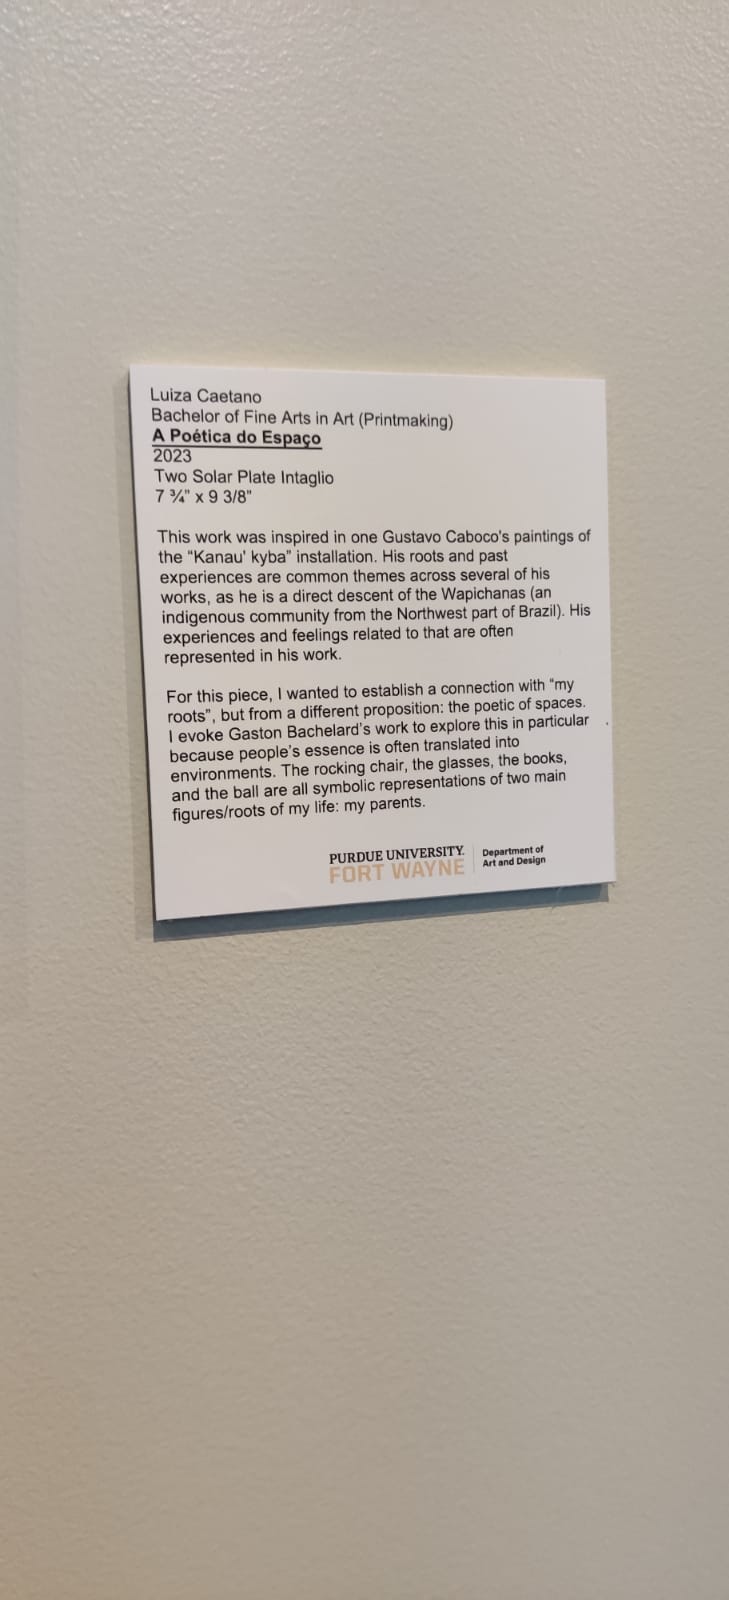 Luiza Caetano
Bachelor of Fine Arts in Art (Printmaking)
A Poética do Espaço
2023
Two Solar Plate Intaglio
7 ¾" x 9 3/8"
This work was inspired in one Gustavo Caboco's paintings of
the “Kanau' kyba” installation. His roots and past
experiences are common themes across several of his
works, as he is a direct descent of the Wapichanas (an
indigenous community from the Northwest part of Brazil). His
experiences and feelings related to that are often
represented in his work.
For this piece, I wanted to establish a connection with “my
roots”, but from a different proposition: the poetic of spaces.
I evoke Gaston Bachelard's work to explore this in particular
because people's essence is often translated into
environments. The rocking chair, the glasses, the books,
and the ball are all symbolic representations of two main
figures/roots of my life: my parents.
PURDUE UNIVERSITY.
FORT WAYNE
Department of
Art and Design